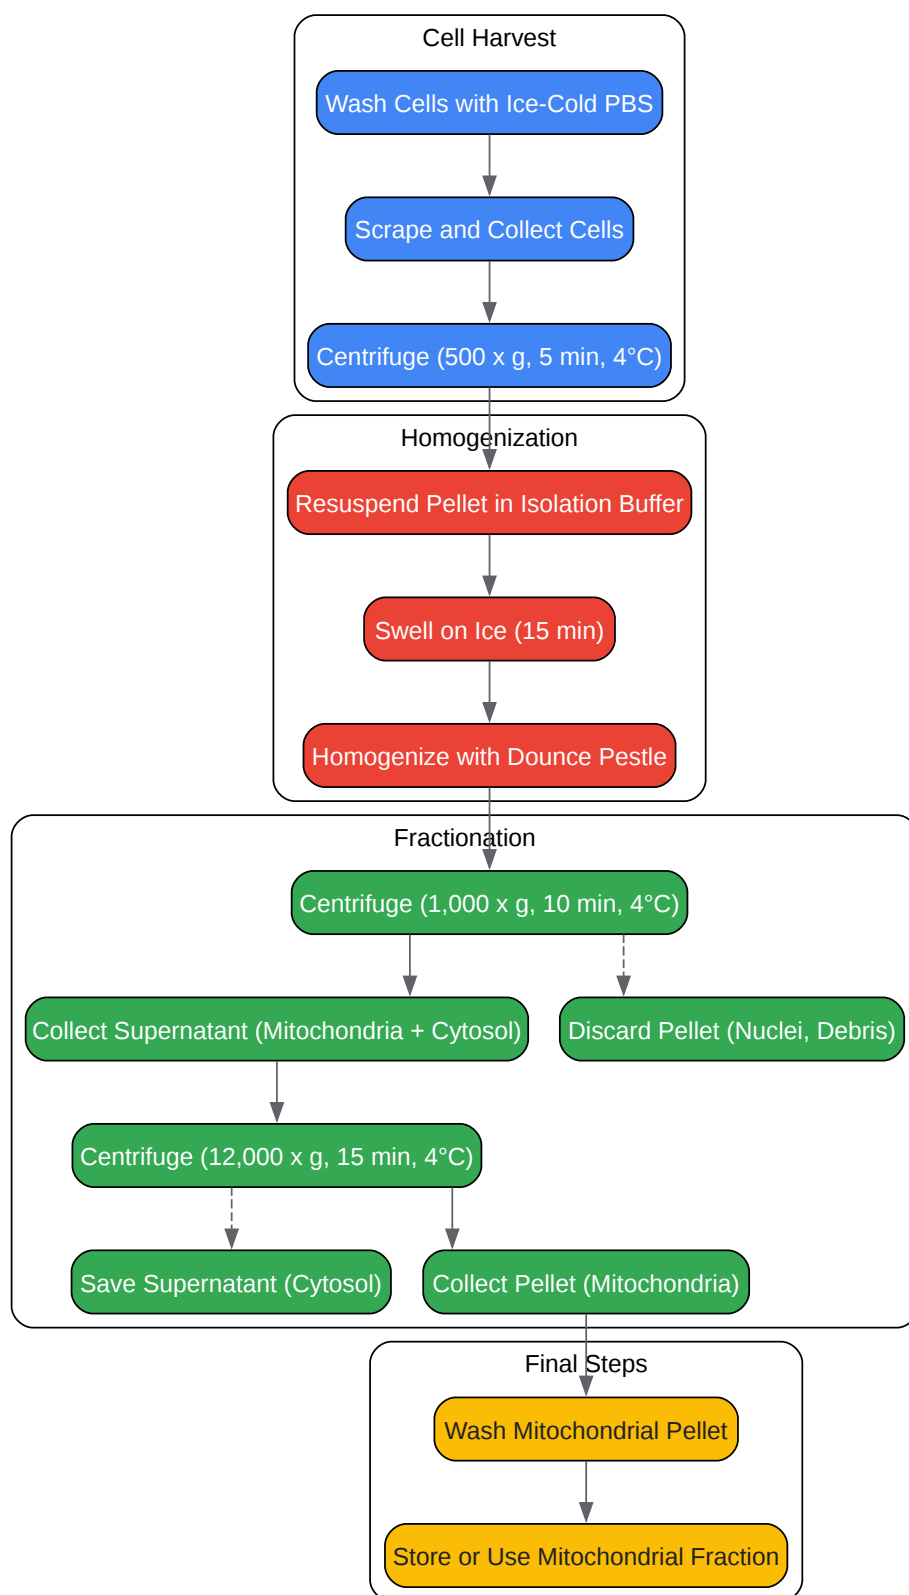 Cell Harvest
Wash Cells with Ice-Cold PBS
Scrape and Collect Cells
Centrifuge (500 x g, 5 min, 4°C)
Homogenization
Resuspend Pellet in Isolation Buffer
Swell on Ice (15 min)
Homogenize with Dounce Pestle
Fractionation
Centrifuge (1,000 x g, 10 min, 4°C)
Collect Supernatant (Mitochondria + Cytosol)
Discard Pellet (Nuclei, Debris)
Centrifuge (12,000 x g, 15 min, 4°C)
Save Supernatant (Cytosol)
Collect Pellet (Mitochondria)
Final Steps
Wash Mitochondrial Pellet
Store or Use Mitochondrial Fraction